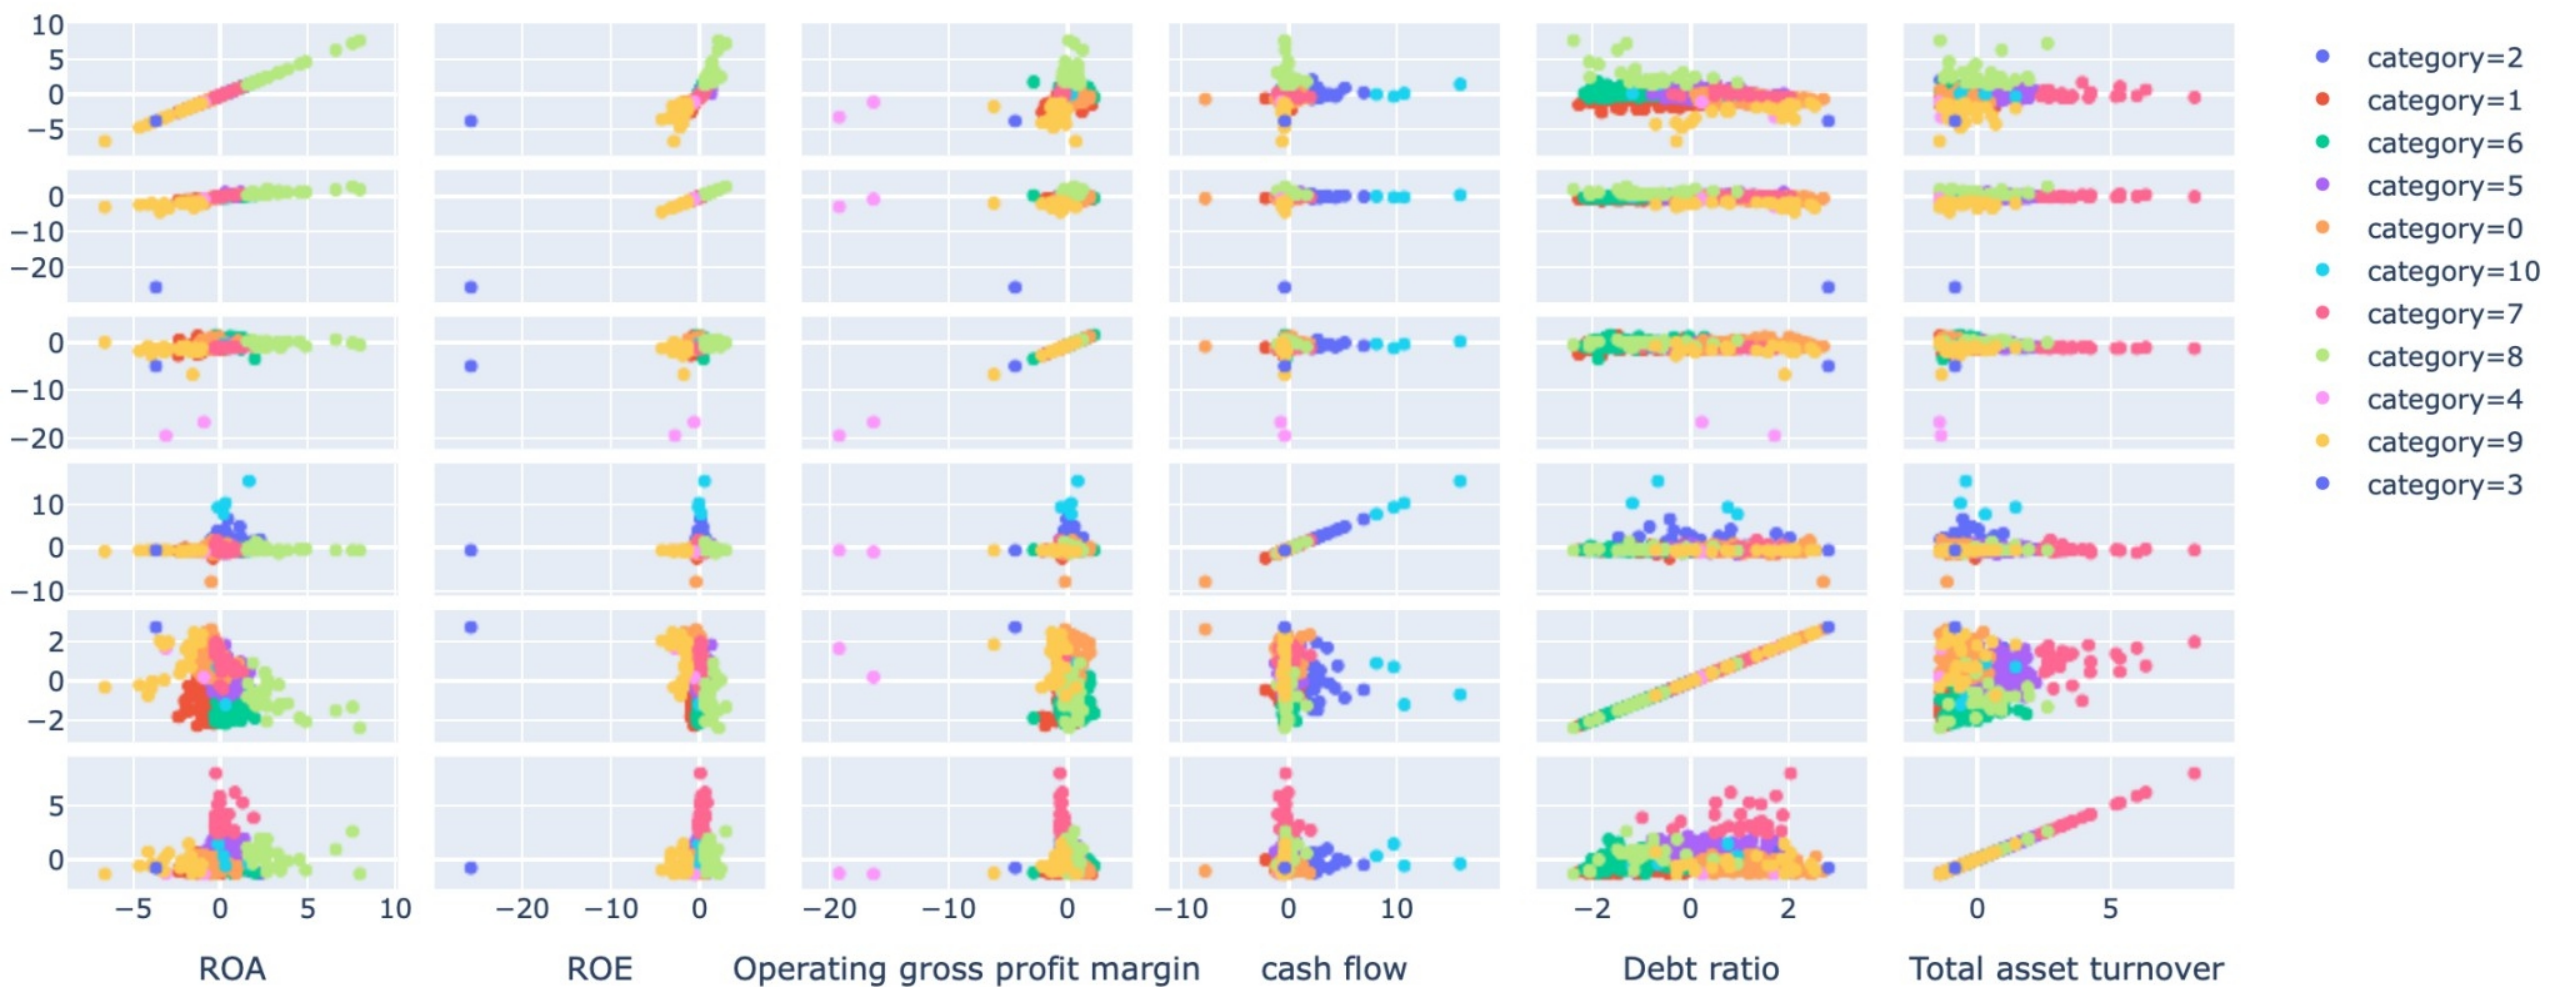 10
5
0
−5
0
−10
−20
0
−10
−20
10
0
−10
2
0
−2
5
0
−5 0 5 10 −20 −10 0 −20 −10 0 −10 0 10 −2 0 2 0 5
ROA ROE Operating gross profit margin cash flow Debt ratio Total asset turnover
category=2
category=1
category=6
category=5
category=0
category=10
category=7
category=8
category=4
category=9
category=3